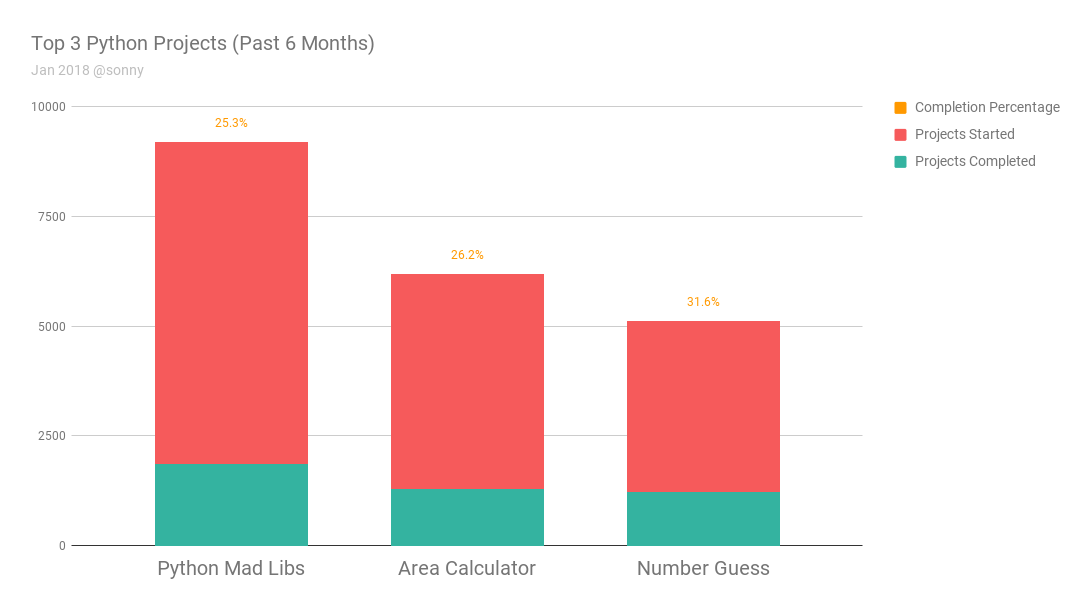 Top 3 Python Projects (Past 6 Months)
Jan 2018 @sonny
10000
7500
5000
2500
0
25.3%
26.2%
31.6%
Python Mad Libs
Area Calculator
Number Guess
Completion Percentage
Projects Started
Projects Completed